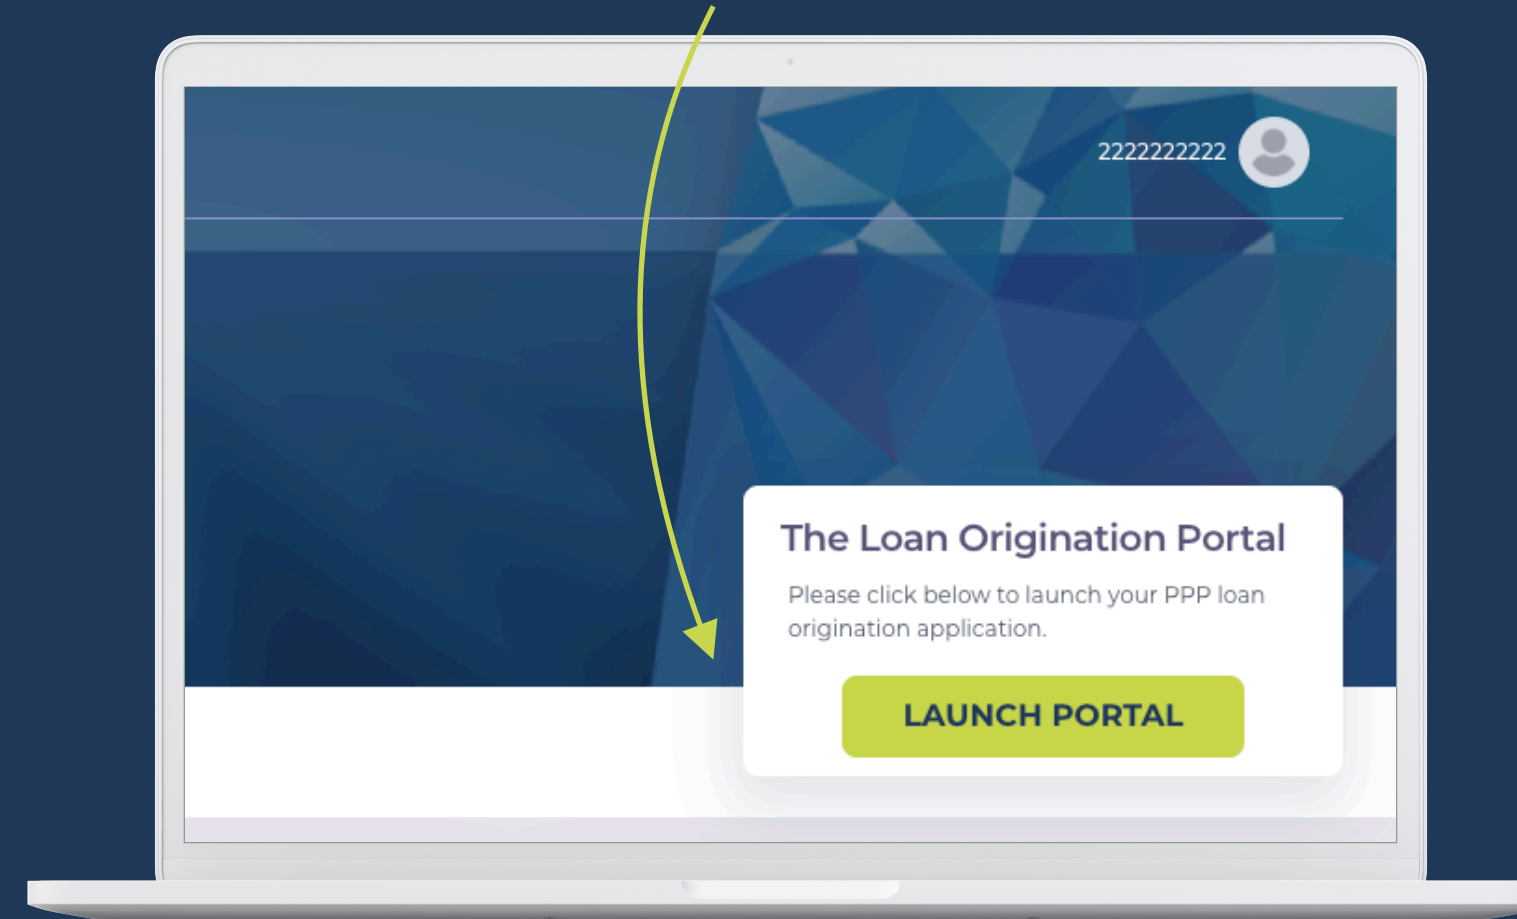 2222222222
The Loan Origination Portal
Please click below to launch your PPP loan
origination application.
LAUNCH PORTAL